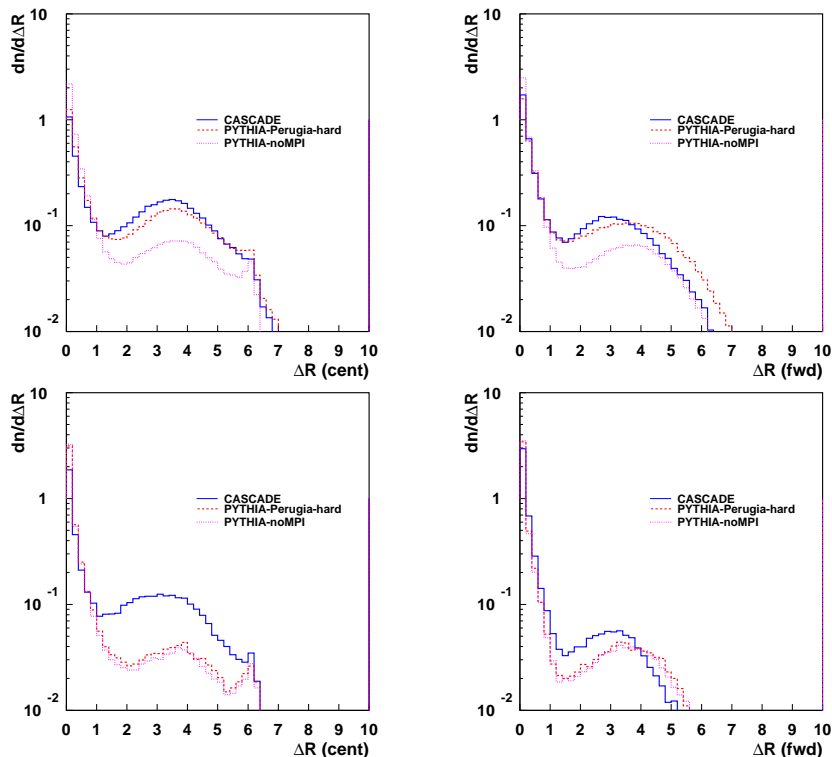 dn/dΔR
10
1
10⁻¹
10⁻²
CASCADE
PYTHIA-Perugia-hard
PYTHIA-noMPI
0 1 2 3 4 5 6 7 8 9 10
ΔR (cent)
dn/dΔR
10
1
10⁻¹
10⁻²
CASCADE
PYTHIA-Perugia-hard
PYTHIA-noMPI
0 1 2 3 4 5 6 7 8 9 10
ΔR (fwd)
dn/dΔR
10
1
10⁻¹
10⁻²
CASCADE
PYTHIA-Perugia-hard
PYTHIA-noMPI
0 1 2 3 4 5 6 7 8 9 10
ΔR (cent)
dn/dΔR
10
1
10⁻¹
10⁻²
CASCADE
PYTHIA-Perugia-hard
PYTHIA-noMPI
0 1 2 3 4 5 6 7 8 9 10
ΔR (fwd)